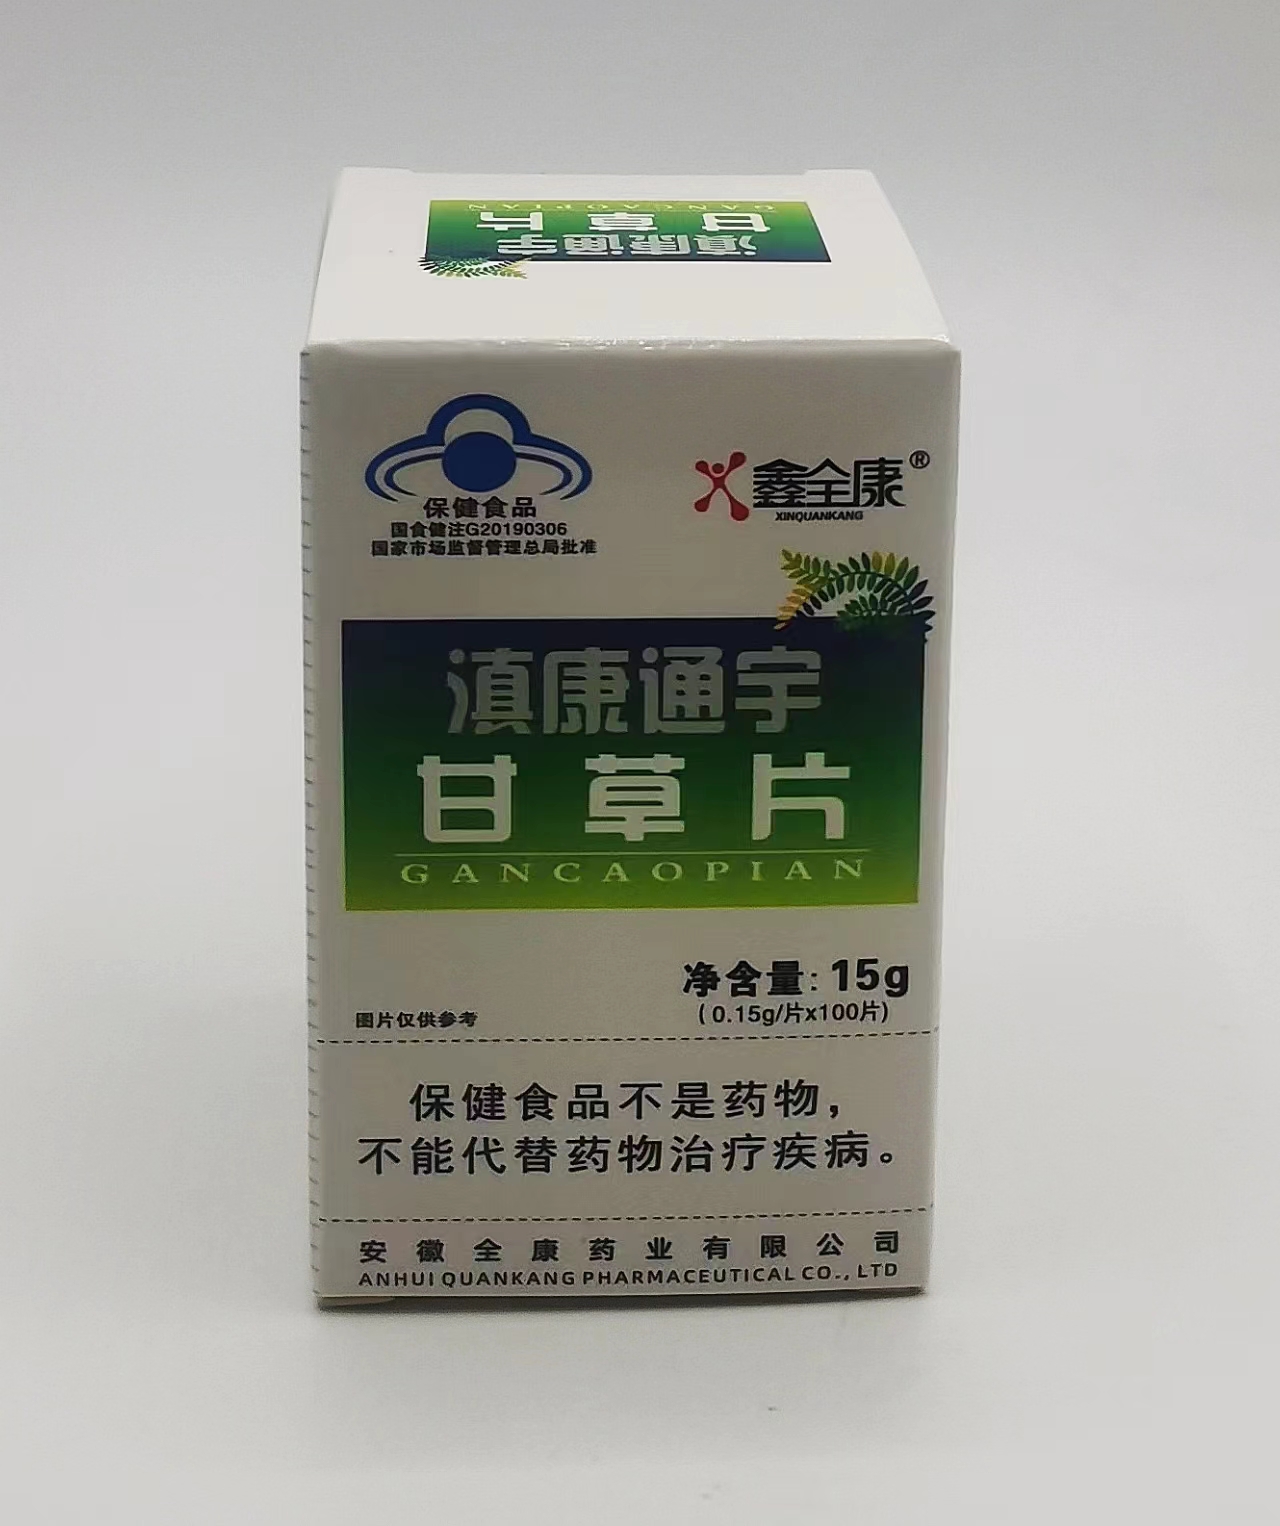 滇康通宇
甘草片
GANCAOPIAN
保健食品
国食健注G20190306
国家市场监督管理总局批准
鑫全康®
XINQUANKANG
滇康通宇
甘草片
GANCAOPIAN
净含量：15g
（0.15g/片x100片）
图片仅供参考
保健食品不是药物，
不能代替药物治疗疾病。
安徽全康药业有限公司
ANHUI QUANKANG PHARMACEUTICAL CO., LTD